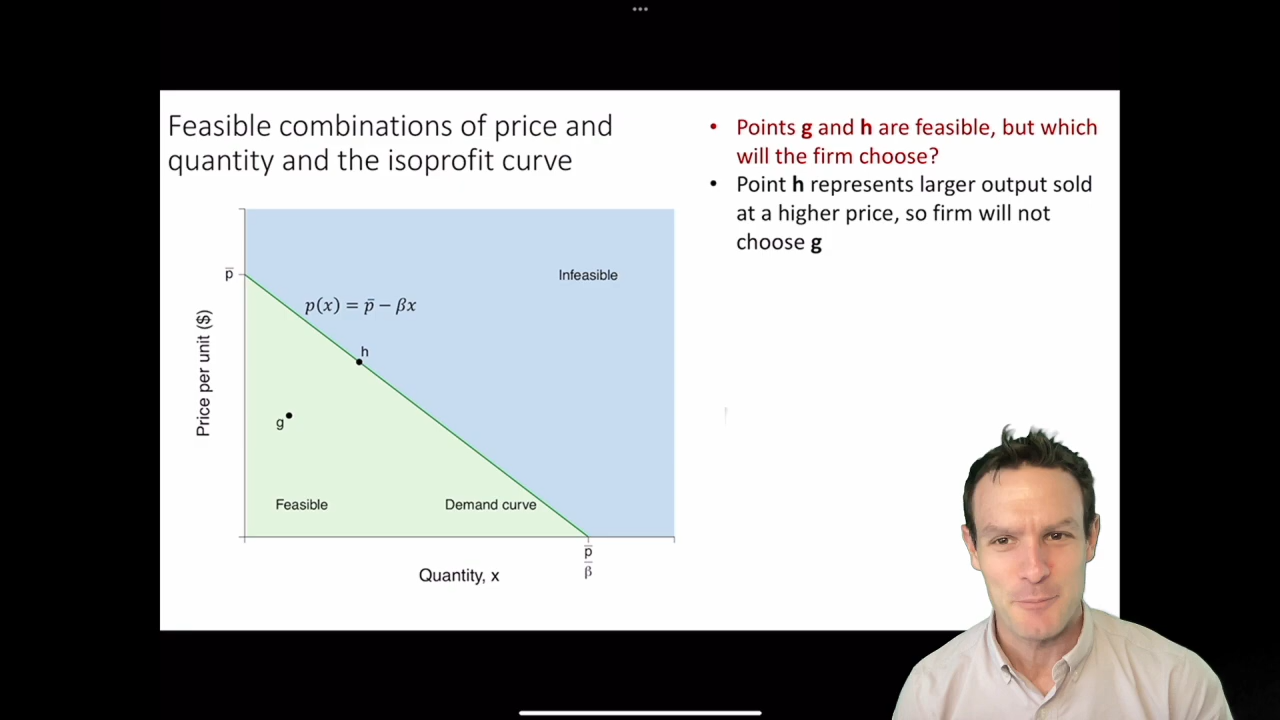 Feasible combinations of price and
quantity and the isoprofit curve
• Points g and h are feasible, but which
will the firm choose?
• Point h represents larger output sold
at a higher price, so firm will not
choose g
Infeasible
p̄
p(x) = p̄ − βx
h
Price per unit ($)
g
Feasible
Demand curve
p̄
β
Quantity, x